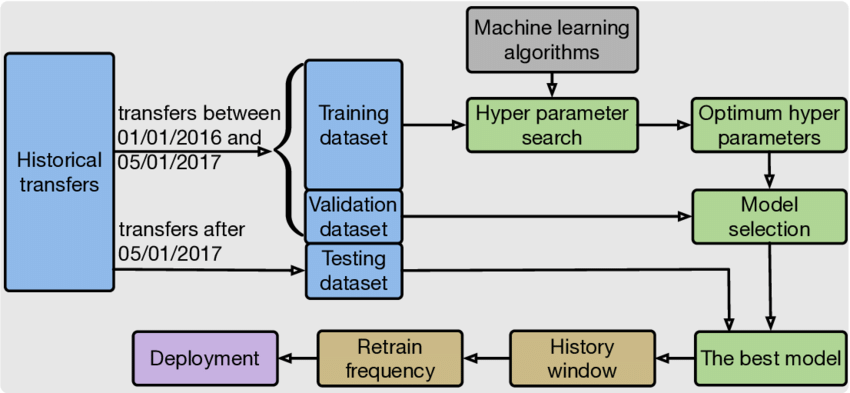 Machine learning
algorithms
Historical
transfers
transfers between
01/01/2016 and
05/01/2017
transfers after
05/01/2017
Training
dataset
Validation
dataset
Testing
dataset
Hyper parameter
search
Optimum hyper
parameters
Model
selection
The best model
History
window
Retrain
frequency
Deployment